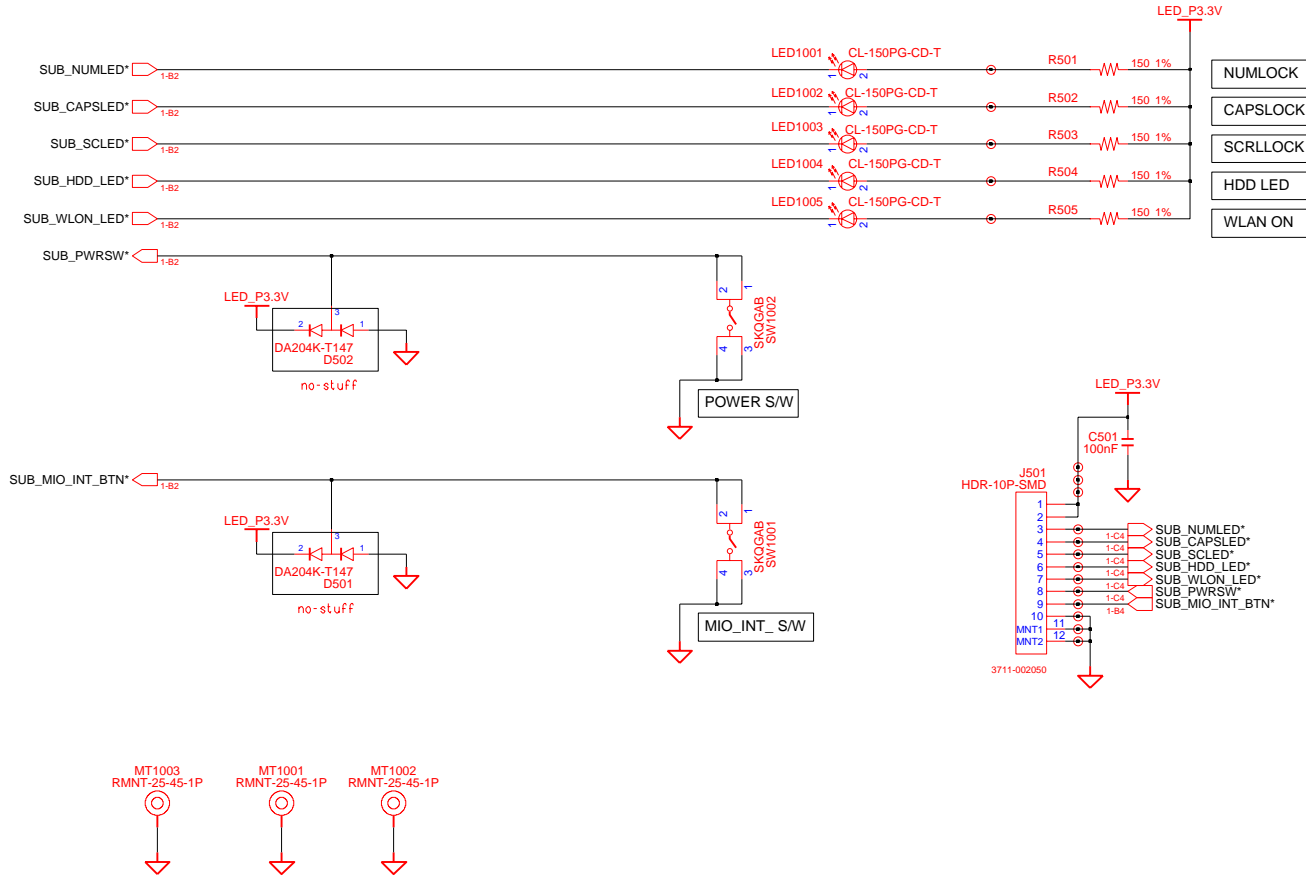 LED_P3.3V
SUB_NUMLED* 1-B2 LED1001 CL-150PG-CD-T 1 2 R501 150 1% NUMLOCK
SUB_CAPSLED* 1-B2 LED1002 CL-150PG-CD-T 1 2 R502 150 1% CAPSLOCK
SUB_SCLED* 1-B2 LED1003 CL-150PG-CD-T 1 2 R503 150 1% SCRLLOCK
SUB_HDD_LED* 1-B2 LED1004 CL-150PG-CD-T 1 2 R504 150 1% HDD LED
SUB_WLON_LED* 1-B2 LED1005 CL-150PG-CD-T 1 2 R505 150 1% WLAN ON
SUB_PWRSW* 1-B2
LED_P3.3V
3
2 1
DA204K-T147
D502
no-stuff
2 1
SKQGAB
SW1002
4 3
POWER S/W
SUB_MIO_INT_BTN* 1-B2
LED_P3.3V
3
2 1
DA204K-T147
D501
no-stuff
2 1
SKQGAB
SW1001
4 3
MIO_INT_ S/W
LED_P3.3V
C501
100nF
J501
HDR-10P-SMD
1
2
3 SUB_NUMLED*
4 1-C4 SUB_CAPSLED*
5 1-C4 SUB_SCLED*
6 1-C4 SUB_HDD_LED*
7 1-C4 SUB_WLON_LED*
8 1-C4 SUB_PWRSW*
9 1-C4 SUB_MIO_INT_BTN*
10 1-B4
MNT1 11
MNT2 12
3711-002050
MT1003
RMNT-25-45-1P
MT1001
RMNT-25-45-1P
MT1002
RMNT-25-45-1P